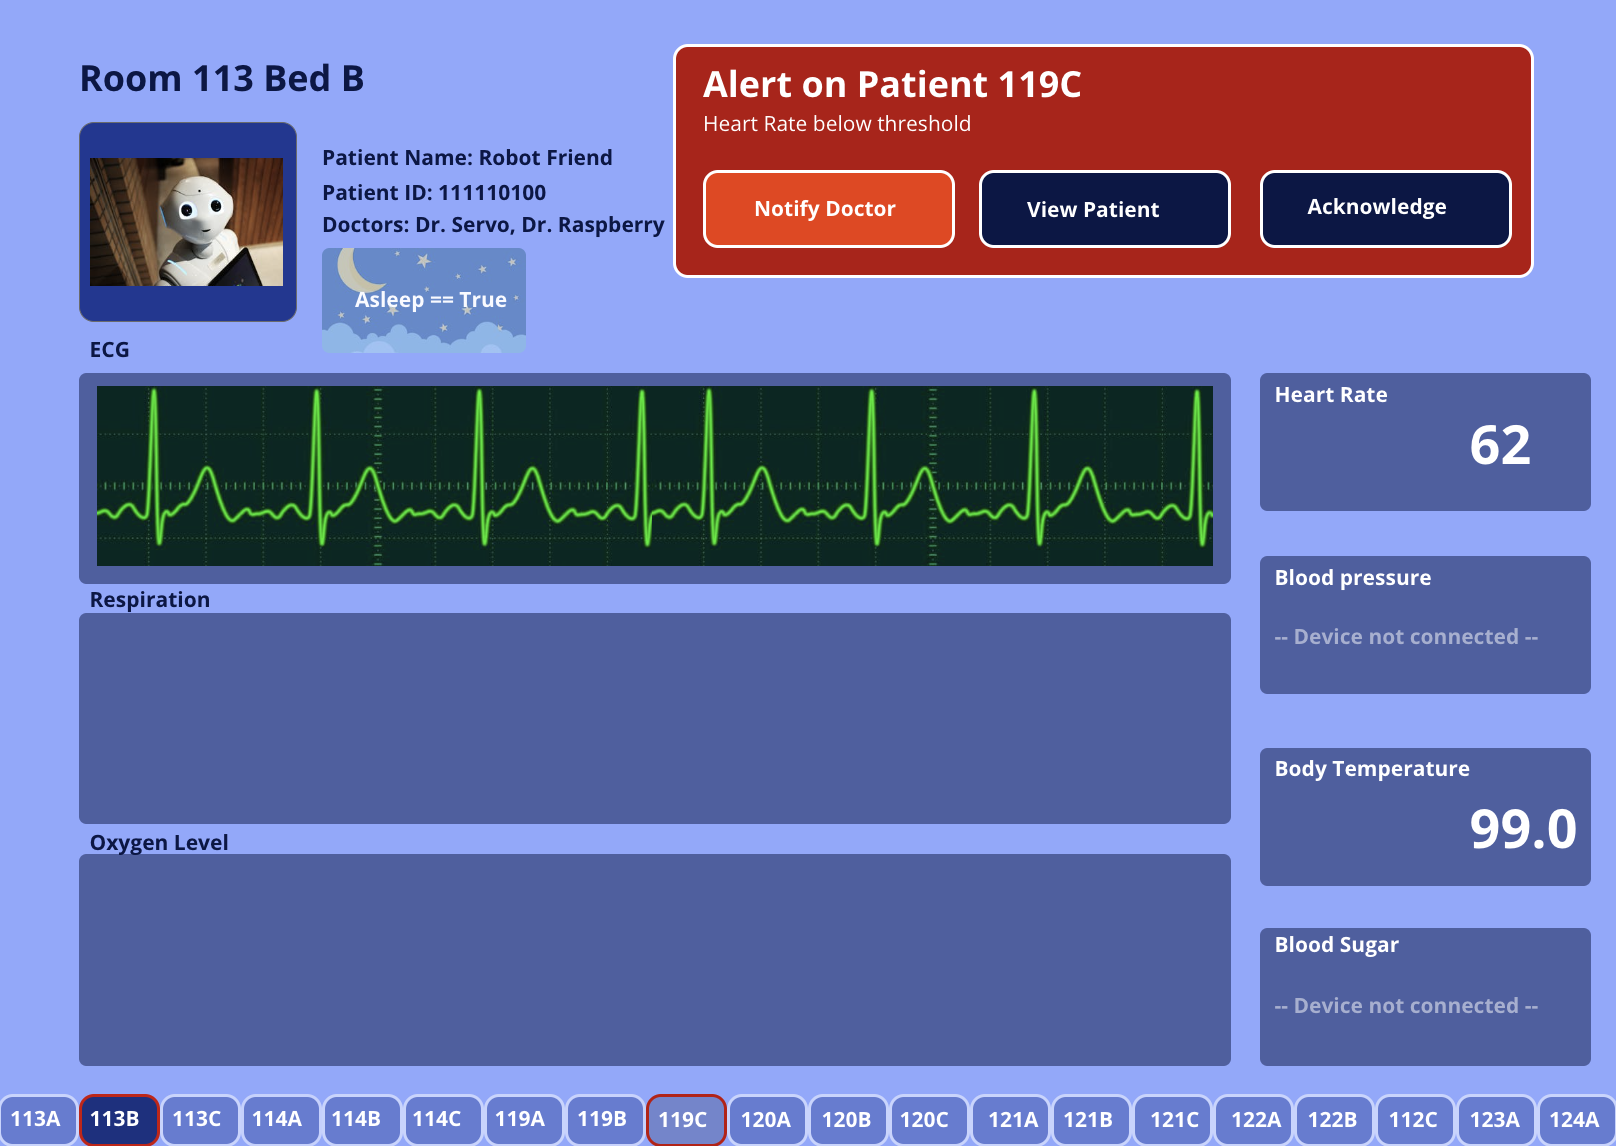 Room 113 Bed B
Patient Name: Robot Friend
Patient ID: 111110100
Doctors: Dr. Servo, Dr. Raspberry
Asleep == True
Alert on Patient 119C
Heart Rate below threshold
Notify Doctor
View Patient
Acknowledge
ECG
Respiration
Oxygen Level
Heart Rate
62
Blood pressure
-- Device not connected --
Body Temperature
99.0
Blood Sugar
-- Device not connected --
113A 113B 113C 114A 114B 114C 119A 119B 119C 120A 120B 120C 121A 121B 121C 122A 122B 112C 123A 124A